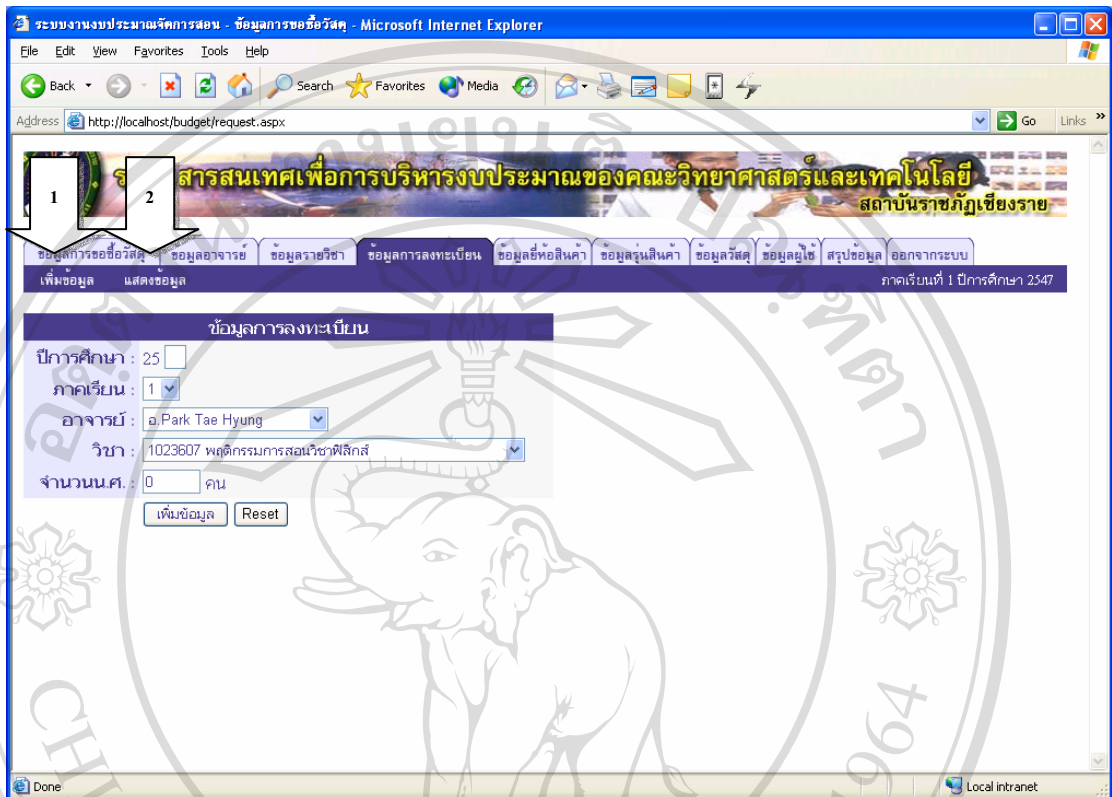 ระบบงานงบประมาณจัดการสอน - ข้อมูลการขอซื้อวัสดุ - Microsoft Internet Explorer
File Edit View Favorites Tools Help
Back Search Favorites Media
Address http://localhost/budget/request.aspx Go Links
สารสนเทศเพื่อการบริหารงบประมาณของคณะวิทยาศาสตร์และเทคโนโลยี
สถาบันราชภัฏเชียงราย
1 2
ข้อมูลการขอซื้อวัสดุ ข้อมูลอาจารย์ ข้อมูลรายวิชา ข้อมูลการลงทะเบียน ข้อมูลยี่ห้อสินค้า ข้อมูลรุ่นสินค้า ข้อมูลวัสดุ ข้อมูลผู้ใช้ สรุปข้อมูล ออกจากระบบ
เพิ่มข้อมูล แสดงข้อมูล ภาคเรียนที่ 1 ปีการศึกษา 2547
ข้อมูลการลงทะเบียน
ปีการศึกษา : 25
ภาคเรียน : 1
อาจารย์ : อ.Park Tae Hyung
วิชา : 1023607 พฤติกรรมการสอนวิชาฟิสิกส์
จำนวนน.ศ. : 0 คน
เพิ่มข้อมูล Reset
Done Local intranet